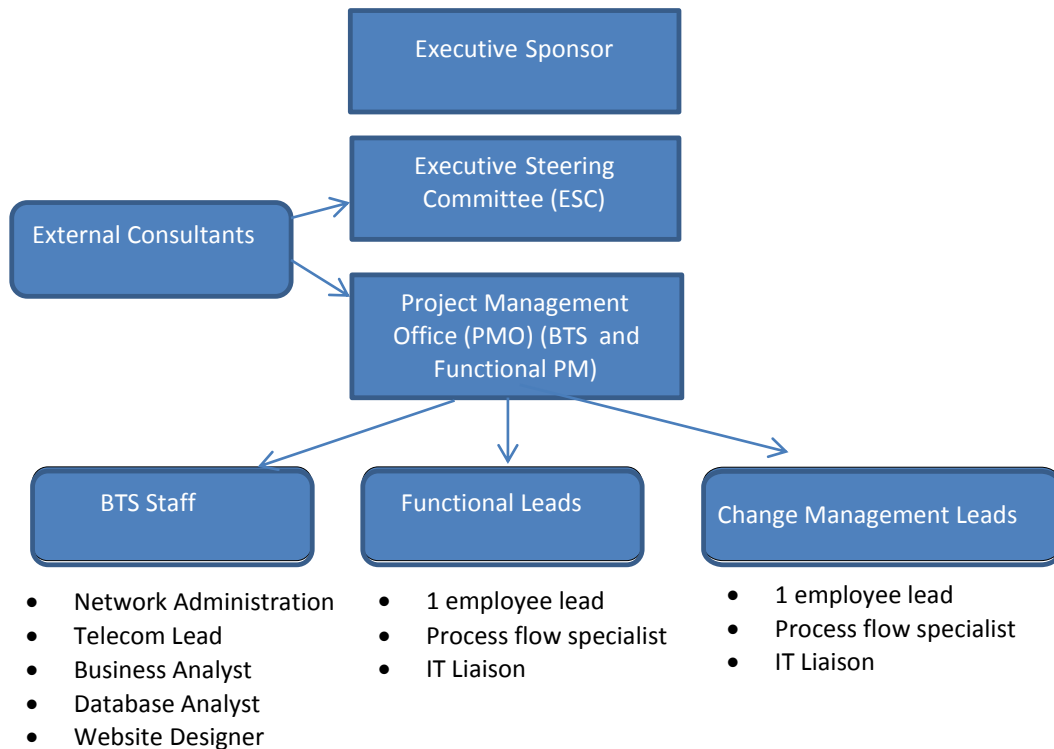 Executive Sponsor
Executive Steering
Committee (ESC)
External Consultants
Project Management
Office (PMO) (BTS and
Functional PM)
BTS Staff
Functional Leads
Change Management Leads
• Network Administration
• Telecom Lead
• Business Analyst
• Database Analyst
• Website Designer
• 1 employee lead
• Process flow specialist
• IT Liaison
• 1 employee lead
• Process flow specialist
• IT Liaison